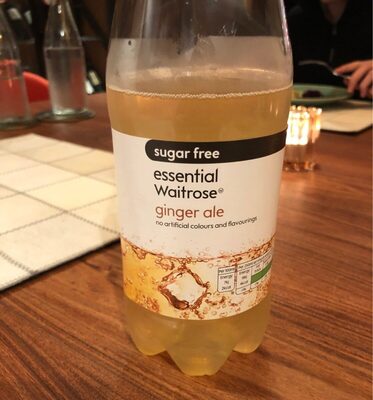 sugar free
essential
Waitrose
ginger ale
no artificial colours and flavourings